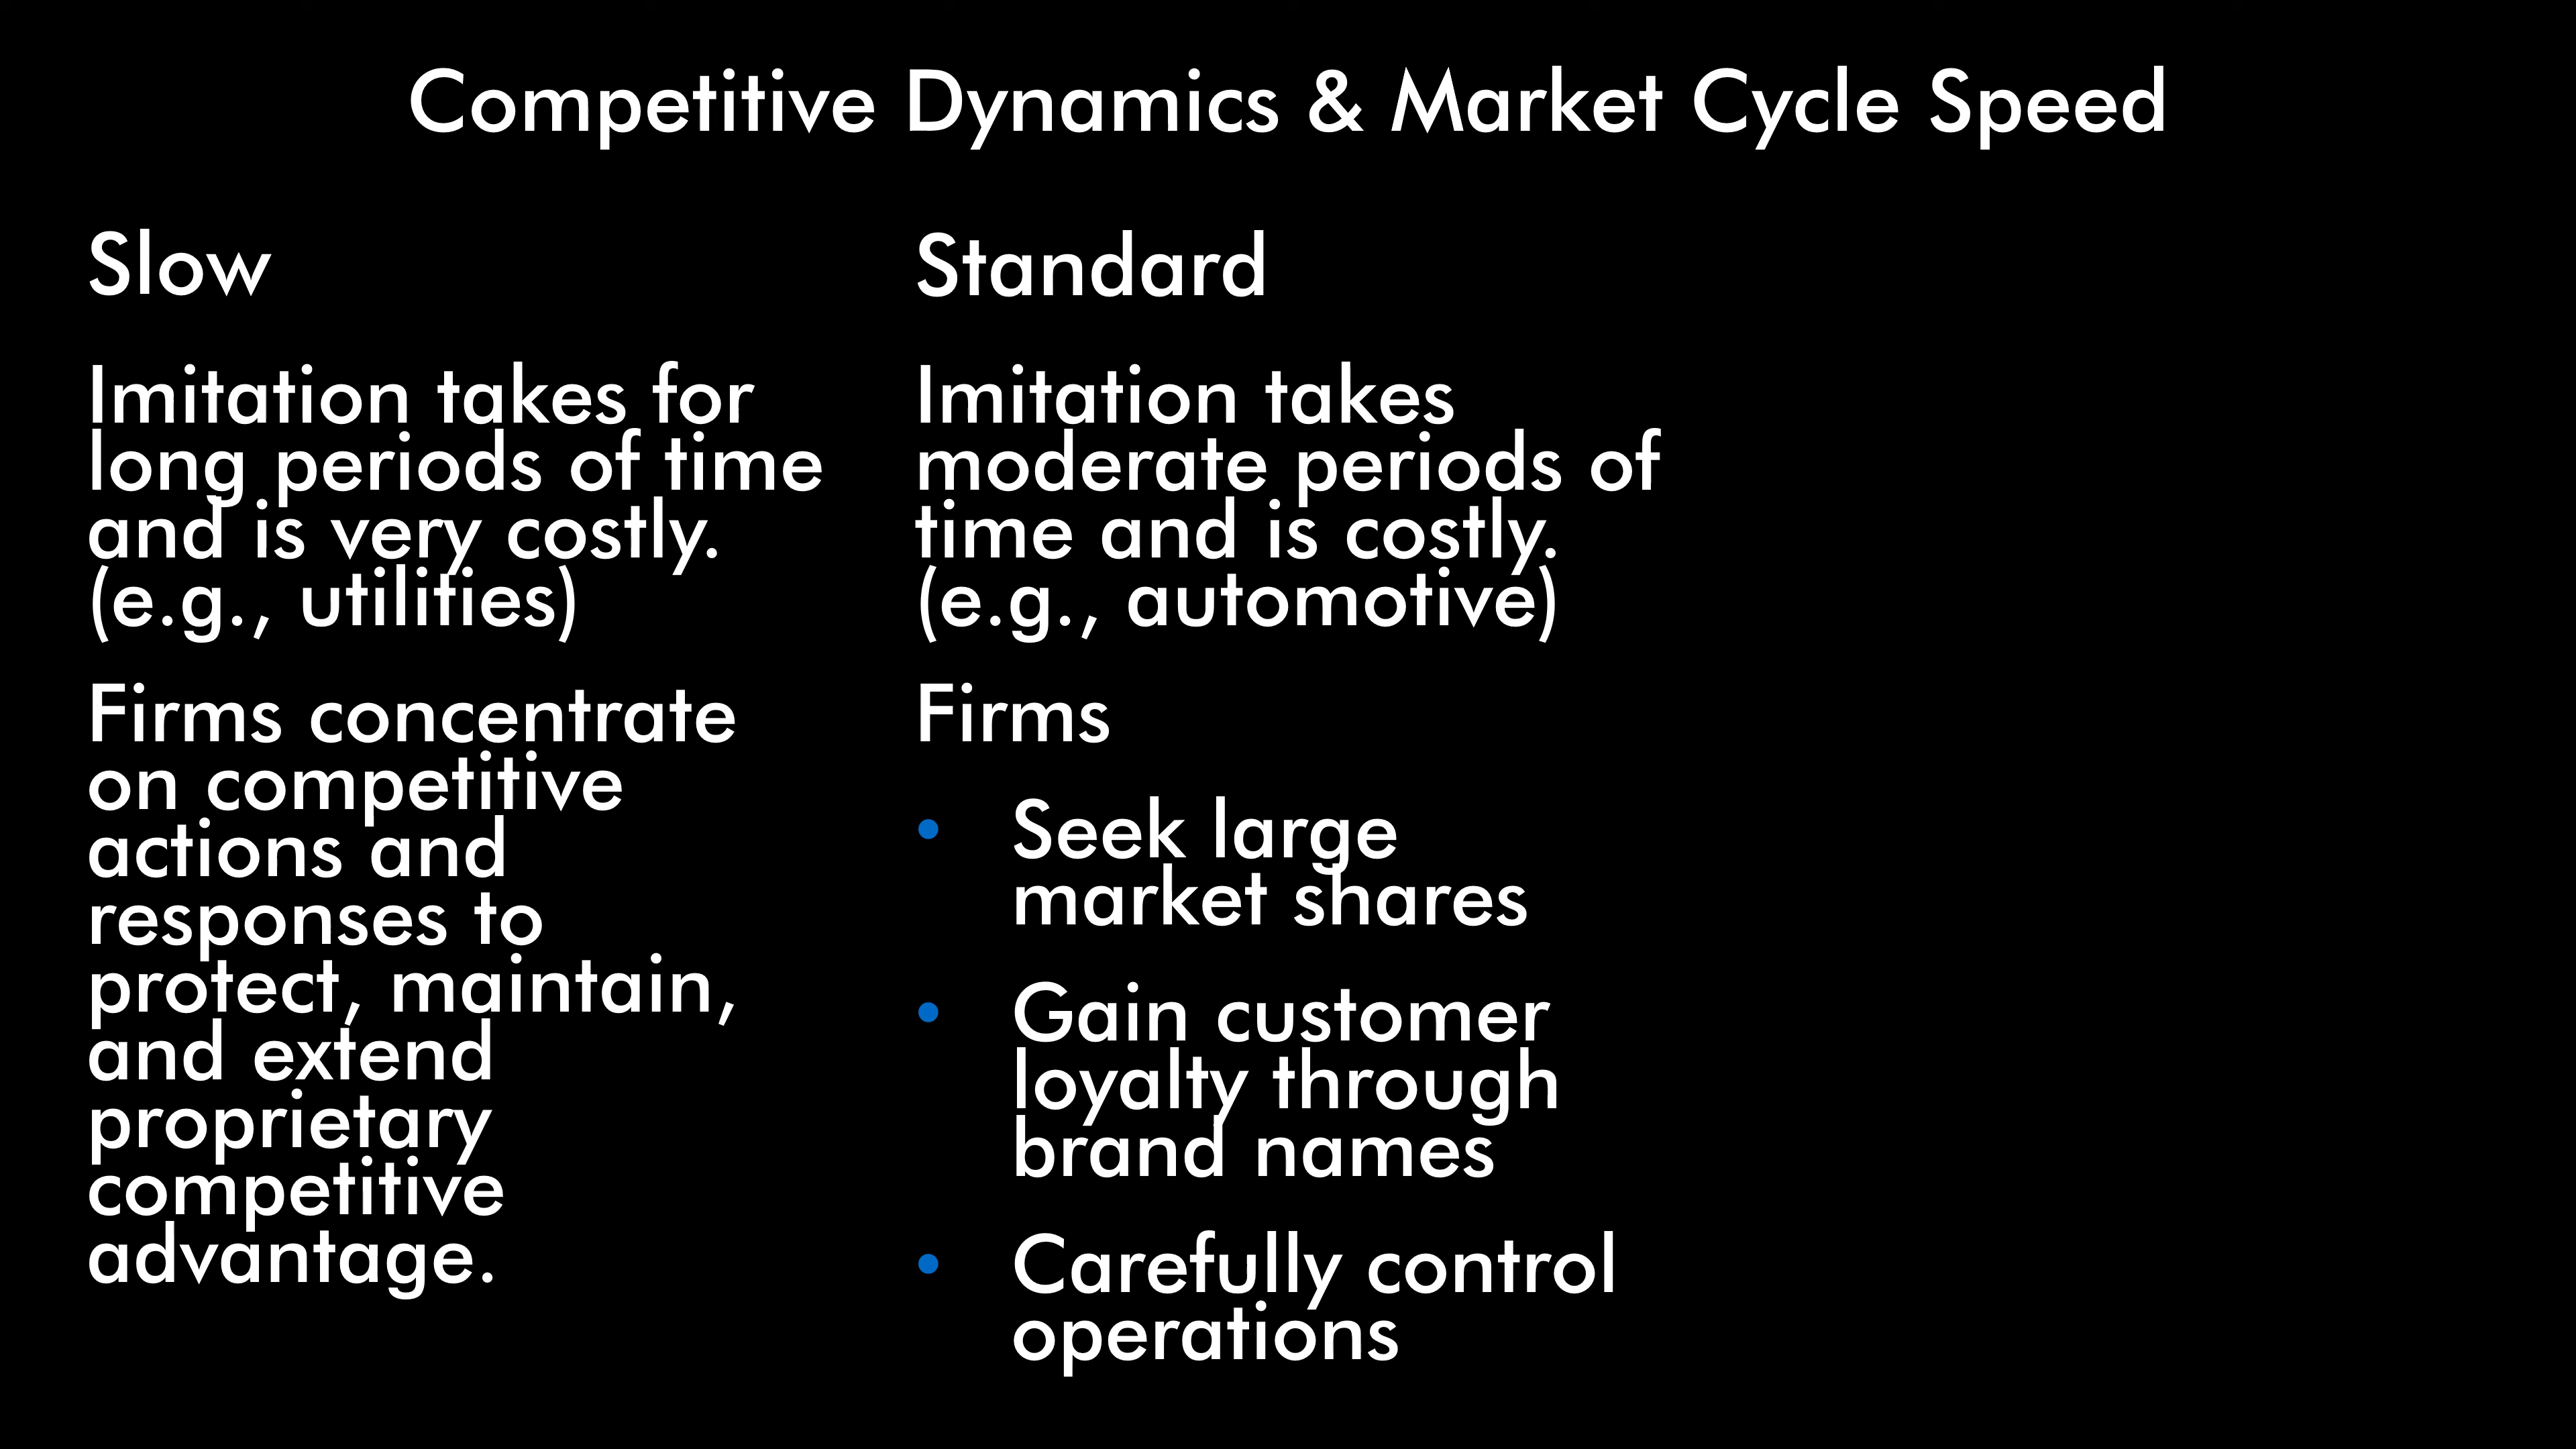 Competitive Dynamics & Market Cycle Speed
Slow
Imitation takes for
long periods of time
and is very costly.
(e.g., utilities)
Firms concentrate
on competitive
actions and
responses to
protect, maintain,
and extend
proprietary
competitive
advantage.
Standard
Imitation takes
moderate periods of
time and is costly.
(e.g., automotive)
Firms
• Seek large
market shares
• Gain customer
loyalty through
brand names
• Carefully control
operations